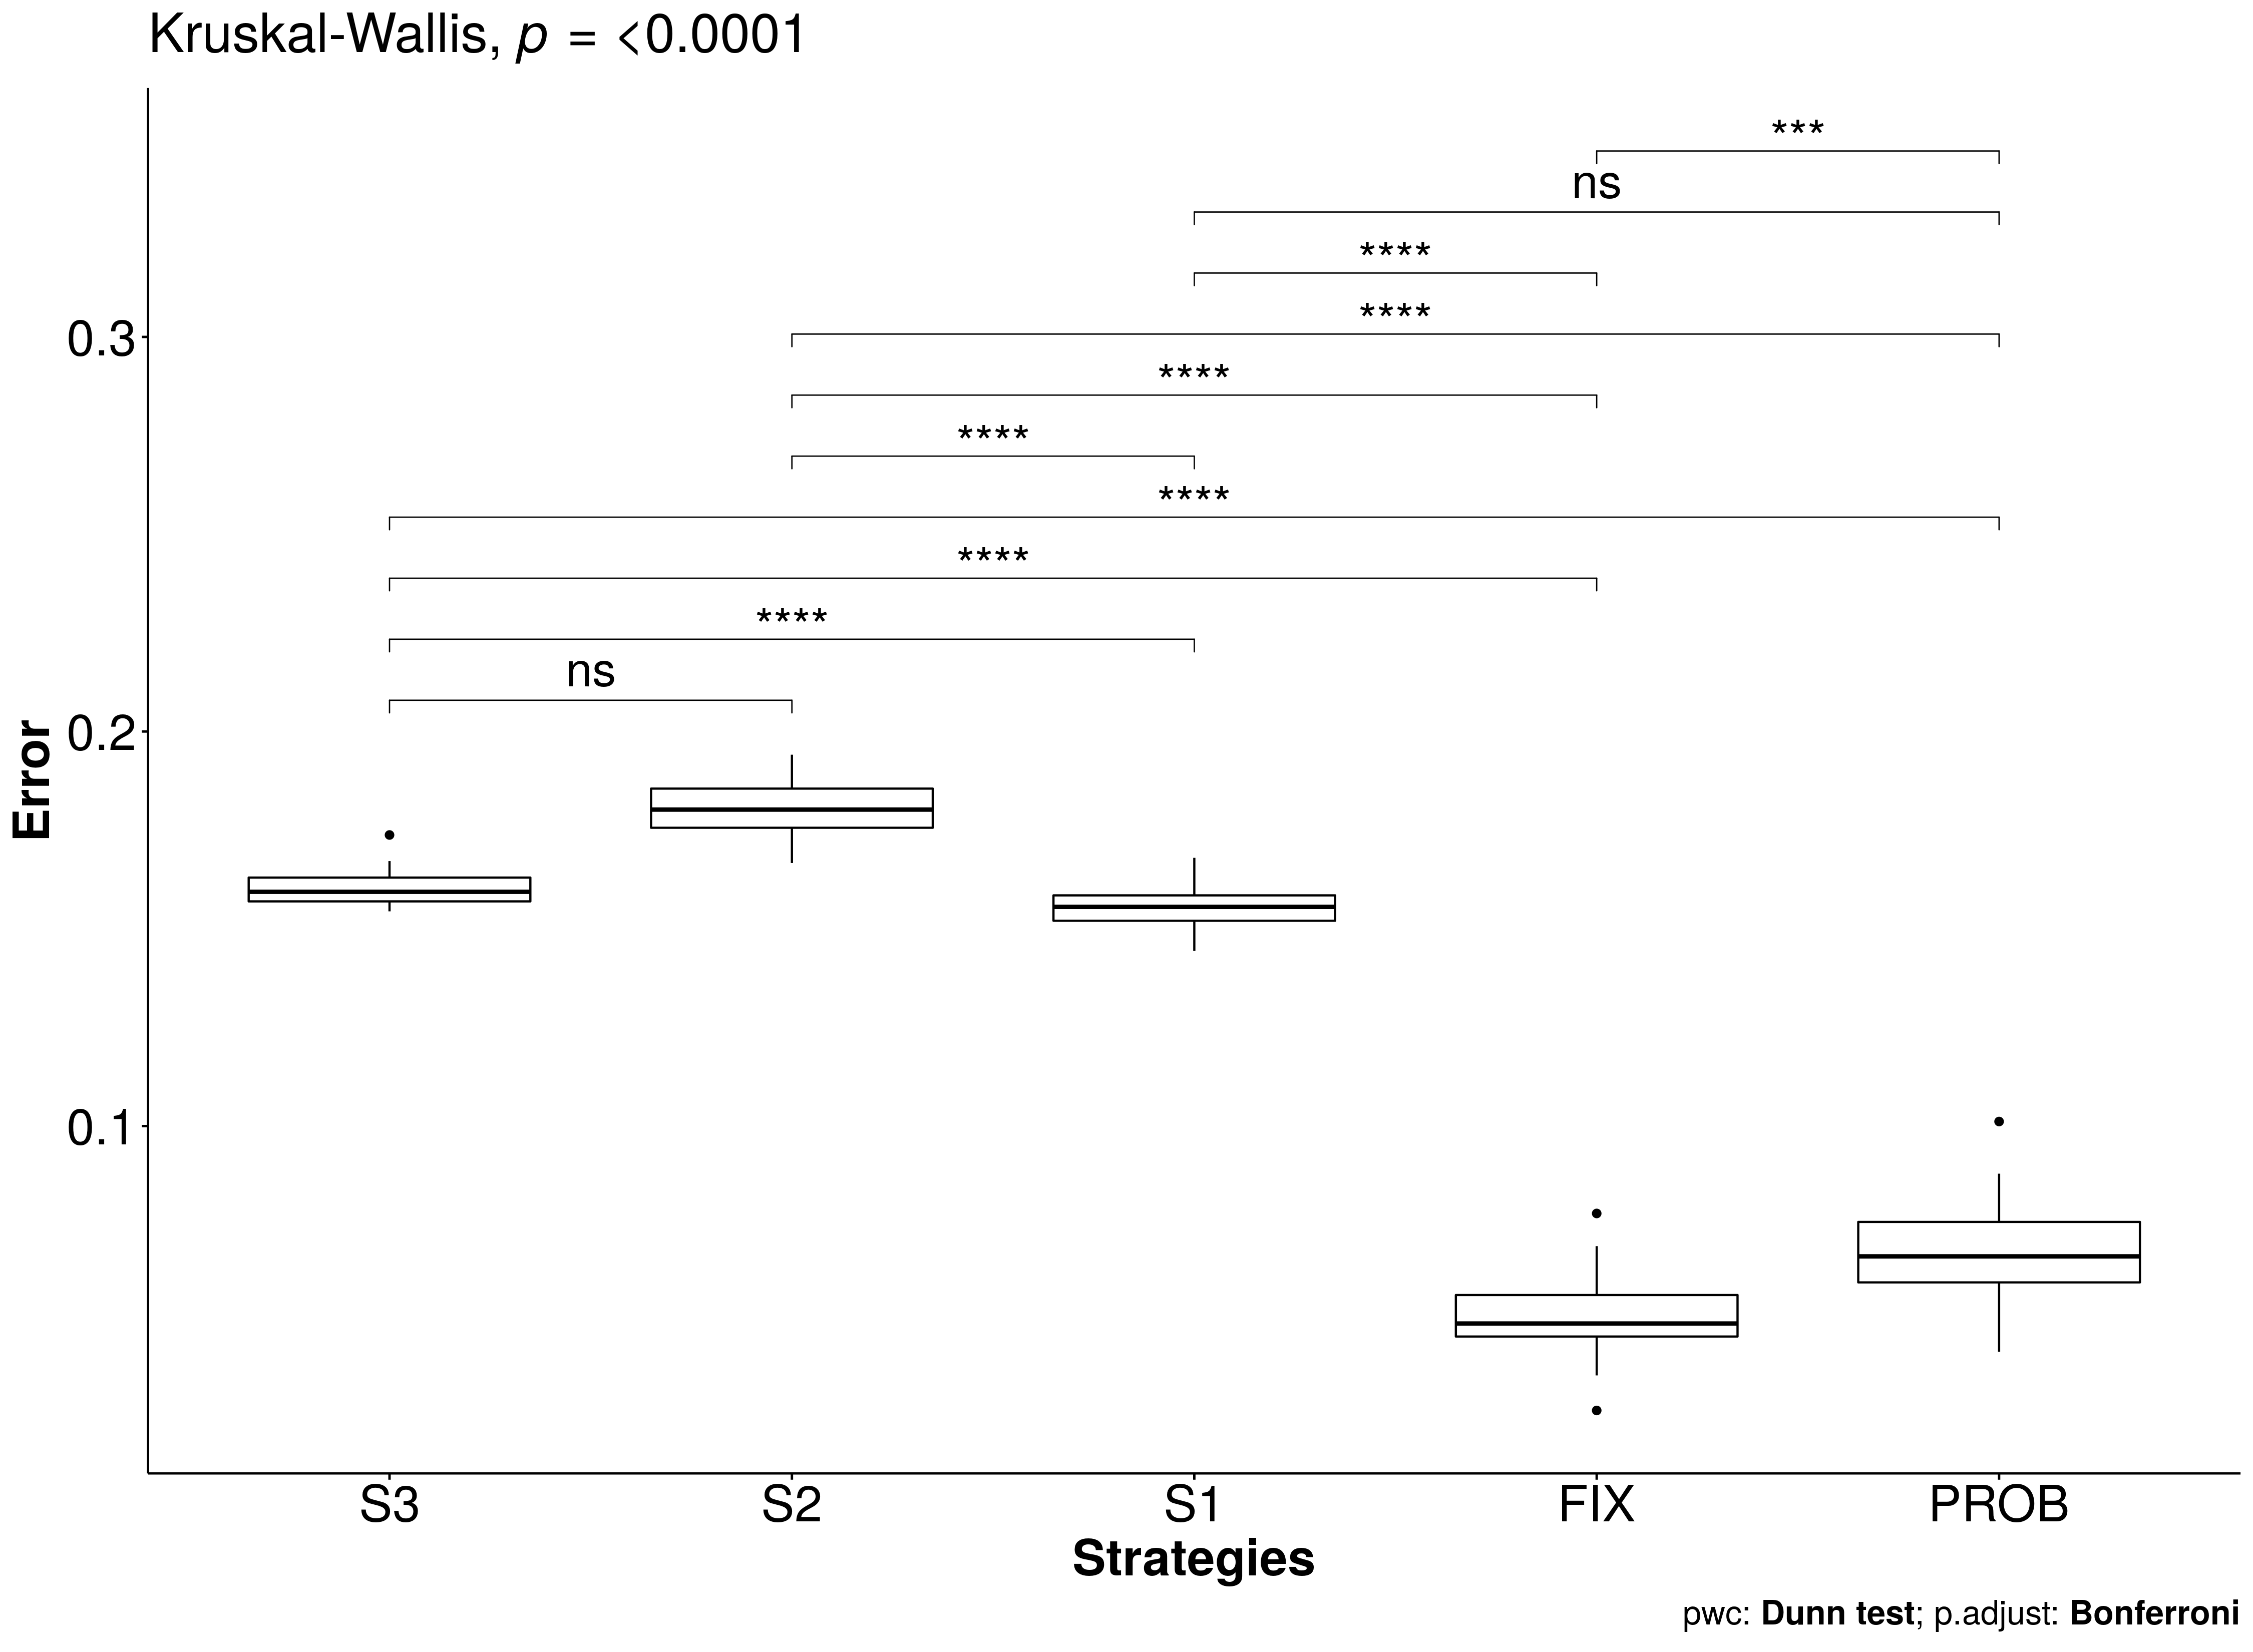 Kruskal-Wallis, p = <0.0001
***
ns
****
0.3
****
****
****
****
****
****
ns
0.2
Error
0.1
S3 S2 S1 FIX PROB
Strategies
pwc: Dunn test; p.adjust: Bonferroni